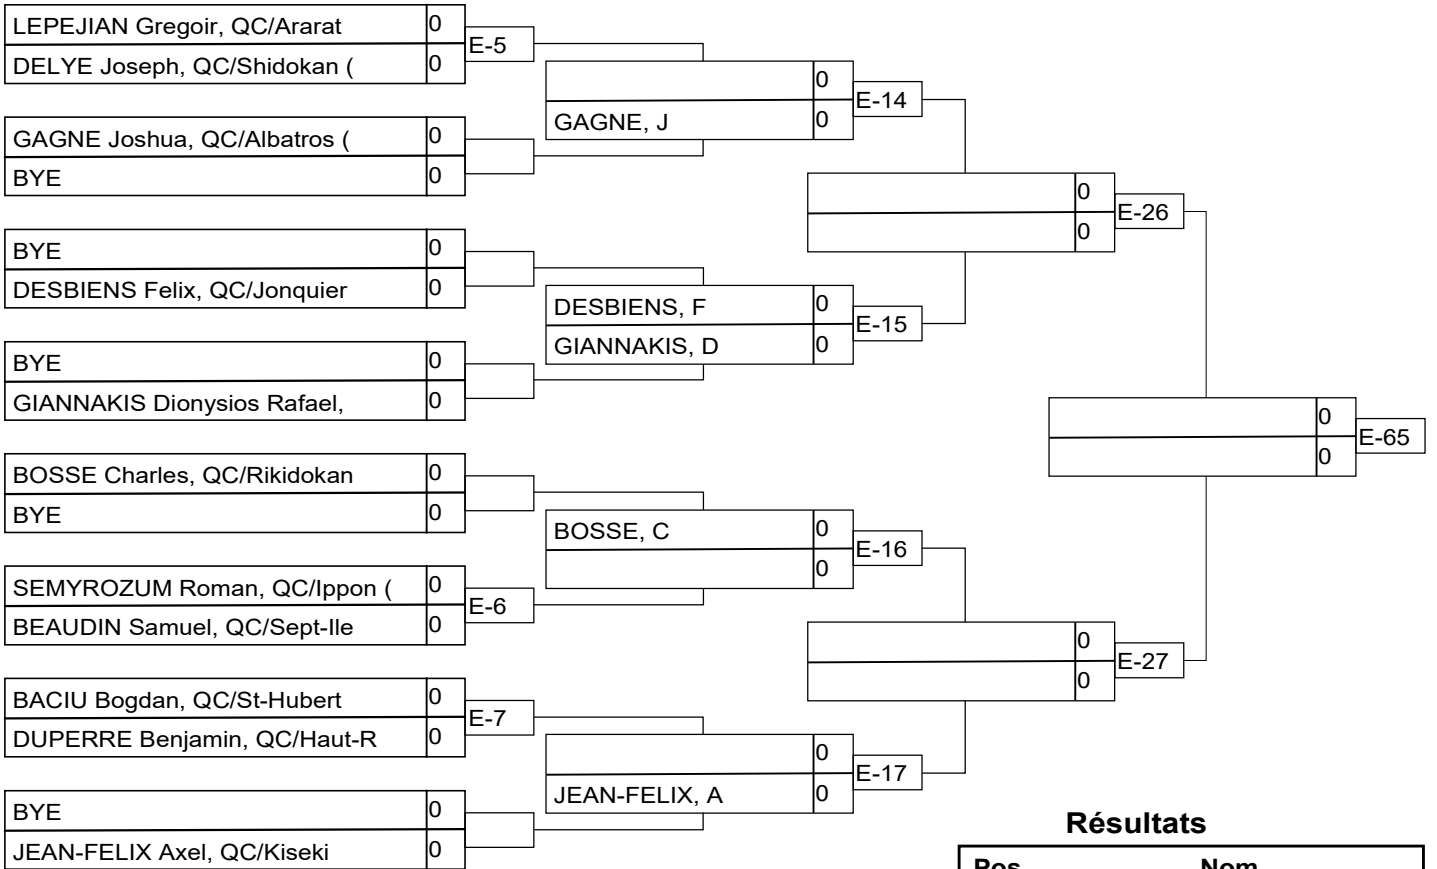 LEPEJIAN Gregoir, QC/Ararat 0
E-5
DELYE Joseph, QC/Shidokan ( 0
GAGNE Joshua, QC/Albatros ( 0
BYE 0
BYE 0
DESBIENS Felix, QC/Jonquier 0
BYE 0
GIANNAKIS Dionysios Rafael, 0
BOSSE Charles, QC/Rikidokan 0
BYE 0
SEMYROZUM Roman, QC/Ippon ( 0
E-6
BEAUDIN Samuel, QC/Sept-Ile 0
BACIU Bogdan, QC/St-Hubert 0
E-7
DUPERRE Benjamin, QC/Haut-R 0
BYE 0
JEAN-FELIX Axel, QC/Kiseki 0
0
E-14
GAGNE, J 0
DESBIENS, F 0
E-15
GIANNAKIS, D 0
BOSSE, C 0
E-16
0
0
E-17
JEAN-FELIX, A 0
0
E-26
0
0
E-27
0
0
E-65
0
Résultats
Pos Nom